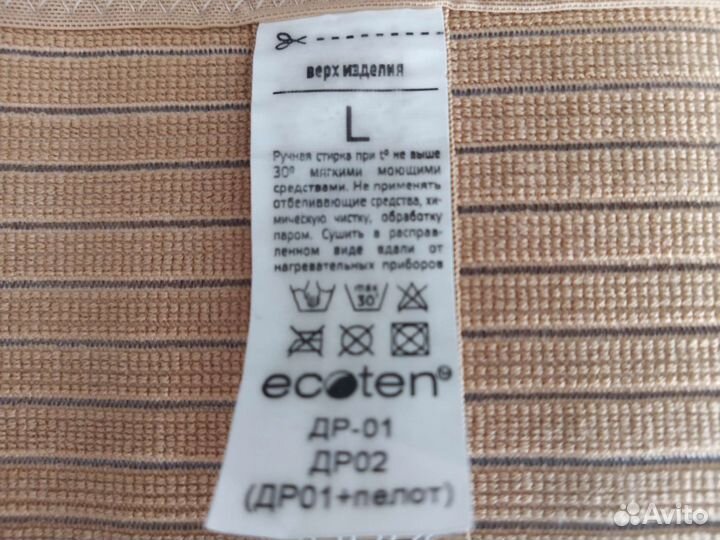 верх изделия
L
Ручная стирка при t° не выше
30° мягкими моющими
средствами. Не применять
отбеливающие средства, хи-
мическую чистку, обработку
паром. Сушить в расправ-
ленном виде вдали от
нагревательных приборов
max
30°
ecoten
ДР-01
ДР02
(ДР01+пелот)
Avito